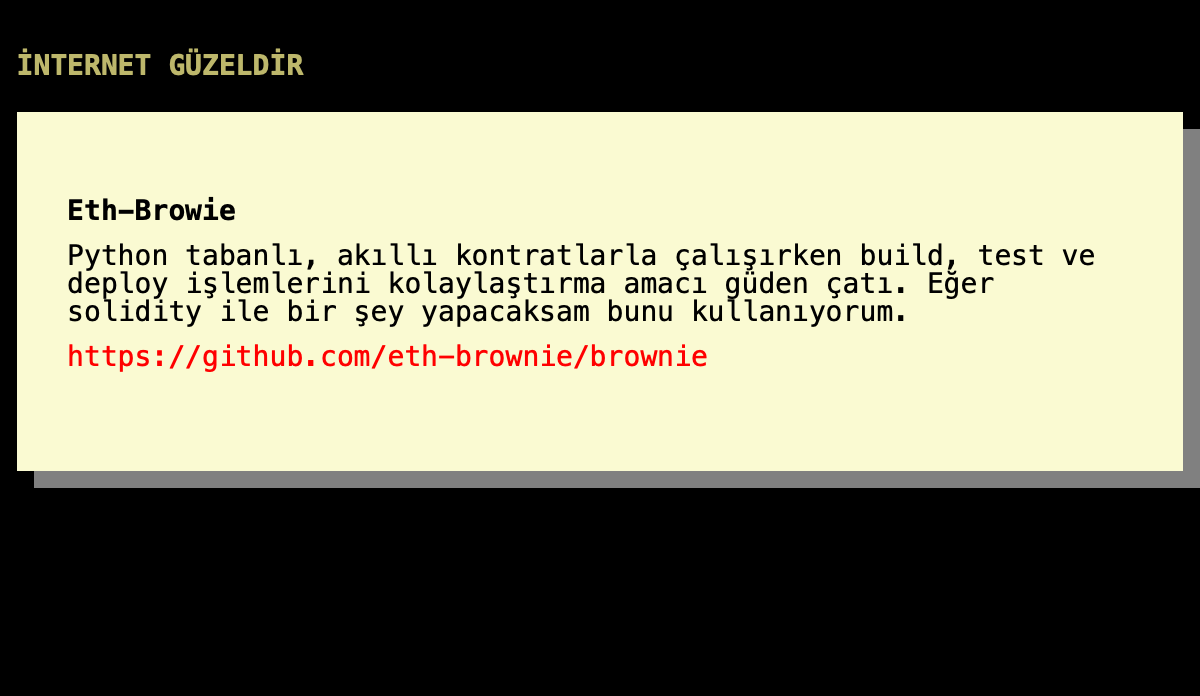 İNTERNET GÜZELDİR
Eth-Browie
Python tabanlı, akıllı kontratlarla çalışırken build, test ve
deploy işlemlerini kolaylaştırma amacı güden çatı. Eğer
solidity ile bir şey yapacaksam bunu kullanıyorum.
https://github.com/eth-brownie/brownie